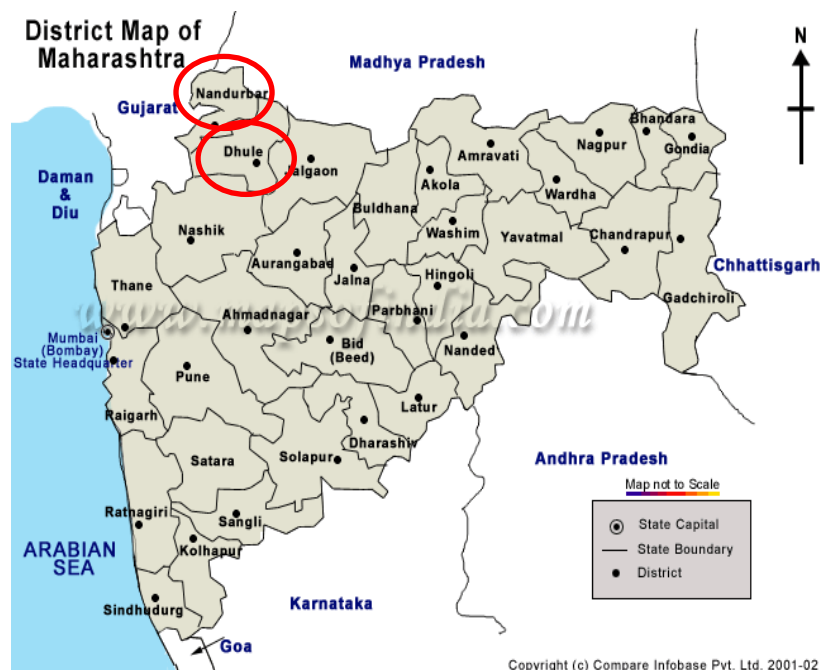 District Map of
Maharashtra
N
Madhya Pradesh
Nandurbar
Gujarat
Bhandara
Nagpur
Gondia
Amravati
Dhule
Jalgaon
Akola
Wardha
Daman
&
Diu
Buldhana
Nashik
Washim
Yavatmal
Chandrapur
Aurangabad
Chhattisgarh
Jalna
Hingoli
Thane
Gadchiroli
www.mapsofindia.com
Ahmadnagar
Parbhani
Mumbai
(Bombay)
State Headquarter
Bid
(Beed)
Nanded
Pune
Latur
Raigarh
Dharashiv
Satara
Solapur
Andhra Pradesh
Map not to Scale
Ratnagiri
Sangli
State Capital
ARABIAN
SEA
Kolhapur
State Boundary
District
Sindhudurg
Karnataka
Goa
Copyright (c) Compare Infobase Pvt. Ltd. 2001-02